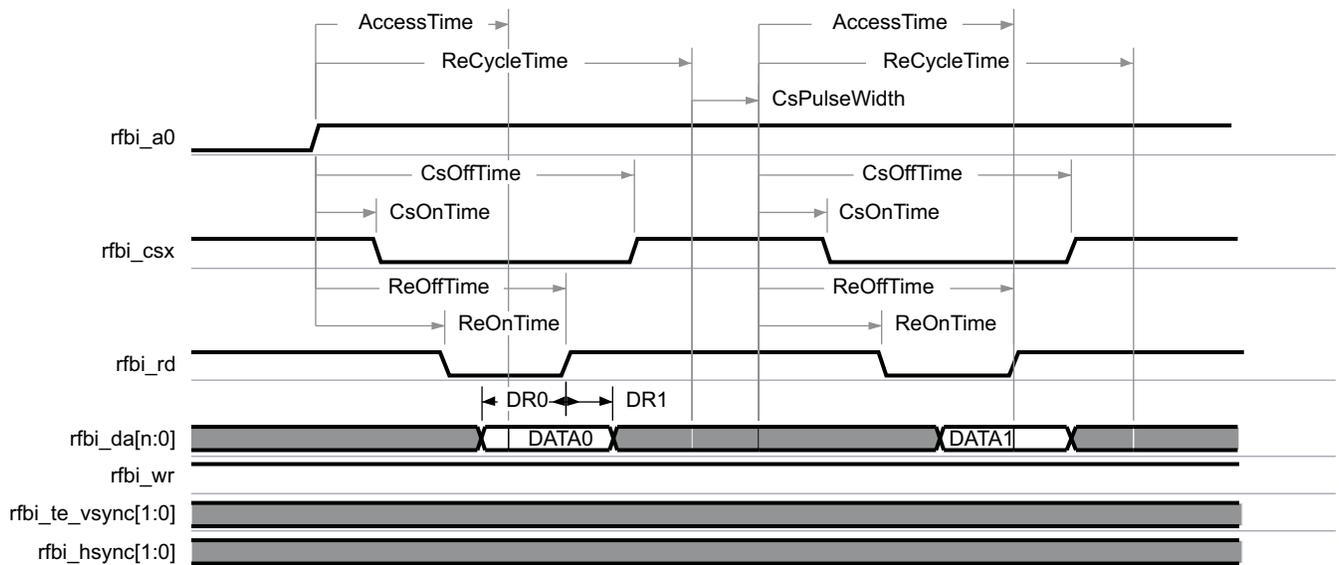 AccessTime AccessTime
ReCycleTime ReCycleTime
CsPulseWidth
rfbi_a0
CsOffTime CsOffTime
CsOnTime CsOnTime
rfbi_csx
ReOffTime ReOffTime
ReOnTime ReOnTime
rfbi_rd
DR0 DR1
rfbi_da[n:0] DATA0 DATA1
rfbi_wr
rfbi_te_vsync[1:0]
rfbi_hsync[1:0]